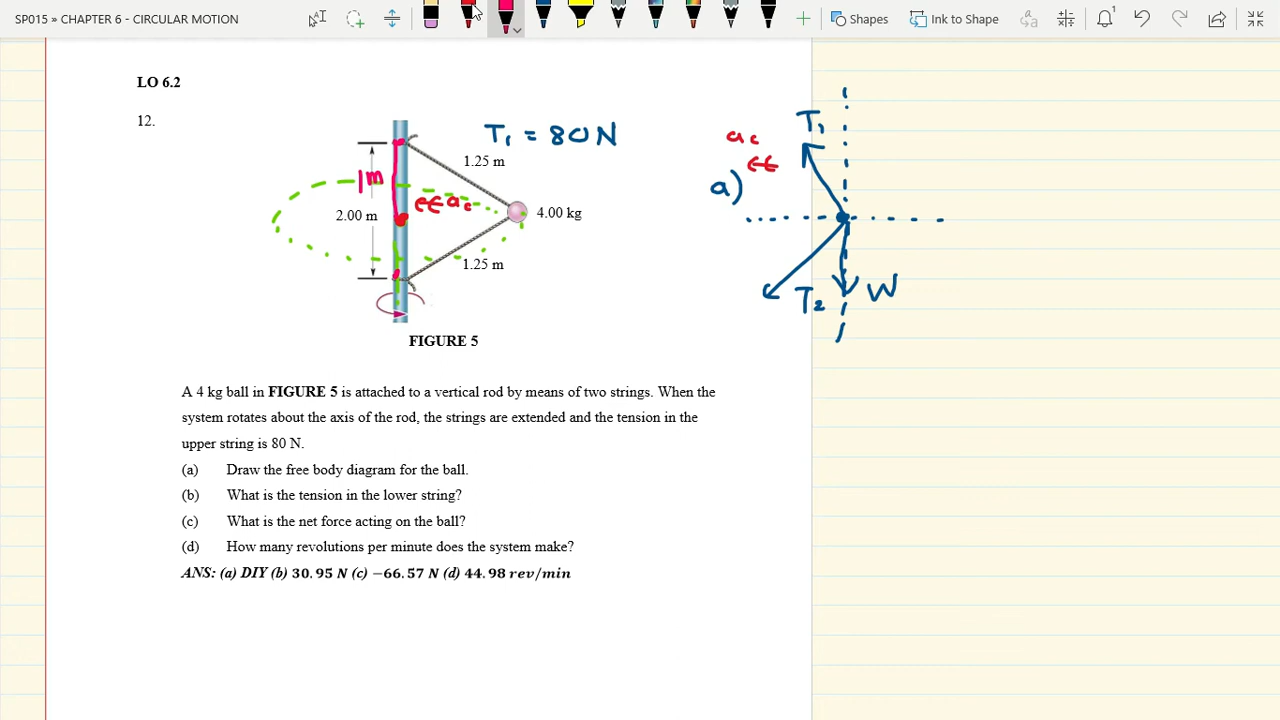 SP015 » CHAPTER 6 - CIRCULAR MOTION
Shapes
Ink to Shape
1
LO 6.2
12.
T₁ = 80N
1.25 m
1m
ac
2.00 m
4.00 kg
1.25 m
FIGURE 5
ac
a)
T₁
T₂
W
A 4 kg ball in FIGURE 5 is attached to a vertical rod by means of two strings. When the
system rotates about the axis of the rod, the strings are extended and the tension in the
upper string is 80 N.
(a) Draw the free body diagram for the ball.
(b) What is the tension in the lower string?
(c) What is the net force acting on the ball?
(d) How many revolutions per minute does the system make?
ANS: (a) DIY (b) 30.95 N (c) −66.57 N (d) 44.98 rev/min